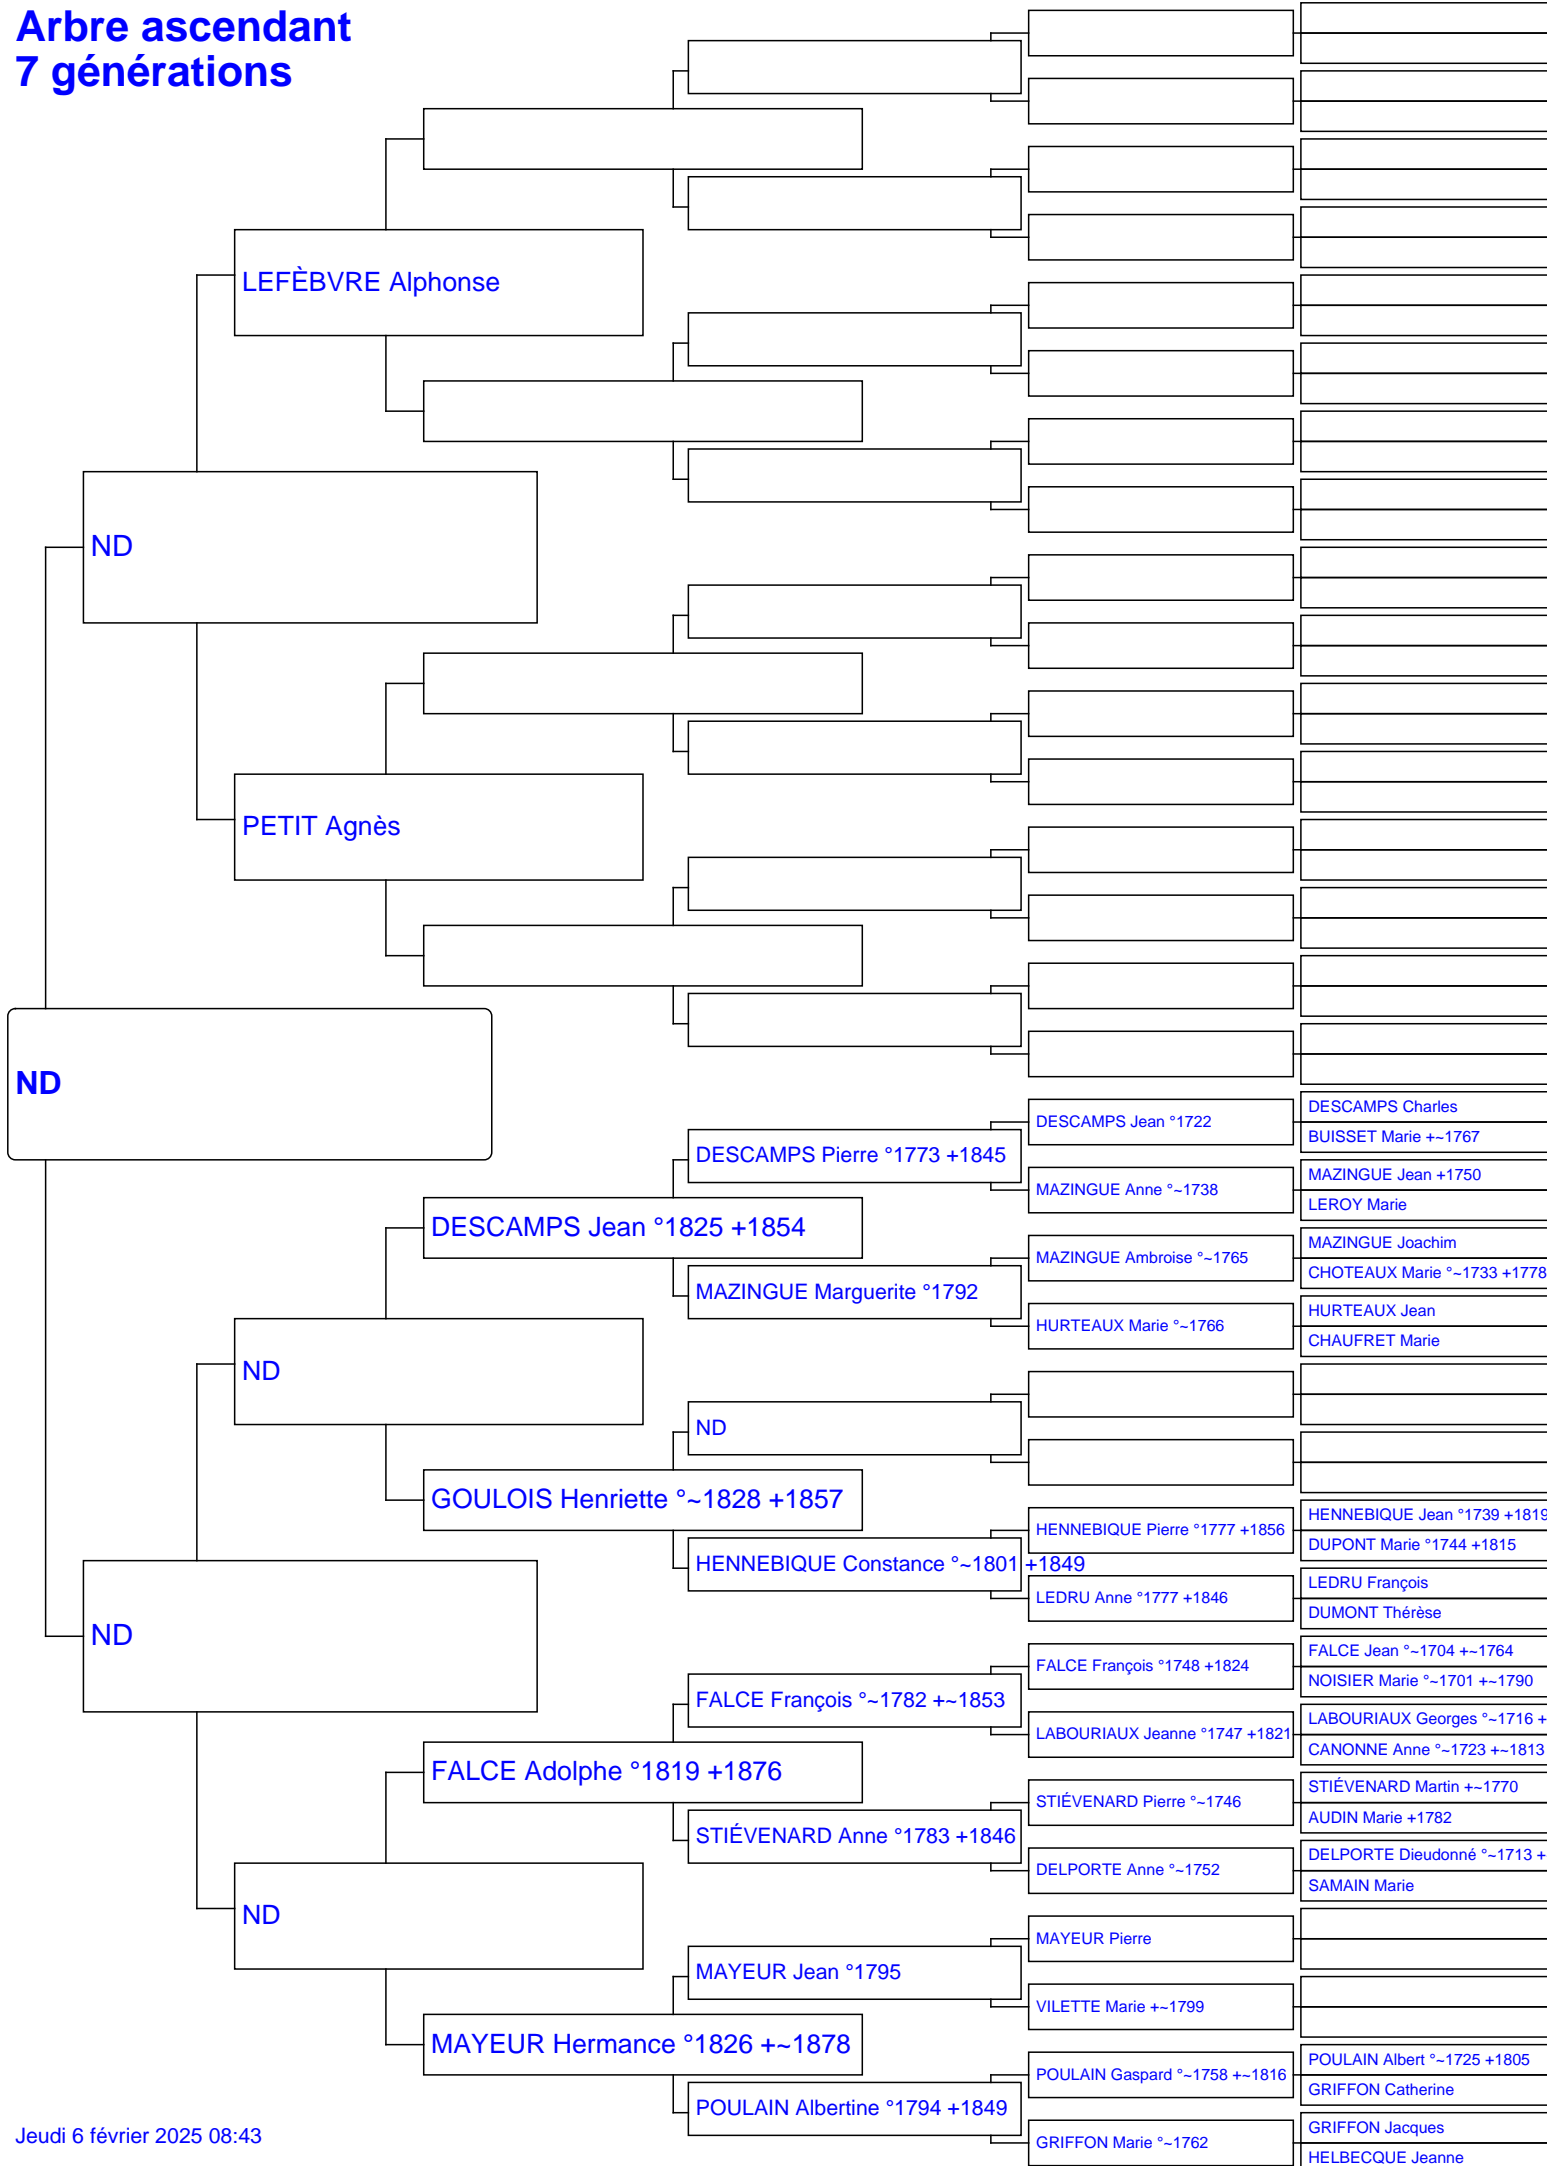 Arbre ascendant
7 générations
LEFÈBVRE Alphonse
ND
PETIT Agnès
ND
DESCAMPS Charles
DESCAMPS Jean °1722
BUISSET Marie +~1767
DESCAMPS Pierre °1773 +1845
MAZINGUE Jean +1750
MAZINGUE Anne °~1738
LEROY Marie
DESCAMPS Jean °1825 +1854
MAZINGUE Joachim
MAZINGUE Ambroise °~1765
CHOTEAUX Marie °~1733 +1778
MAZINGUE Marguerite °1792
HURTEAUX Jean
HURTEAUX Marie °~1766
CHAUFRET Marie
ND
ND
GOULOIS Henriette °~1828 +1857
HENNEBIQUE Jean °1739 +1819
HENNEBIQUE Pierre °1777 +1856
DUPONT Marie °1744 +1815
HENNEBIQUE Constance °~1801 +1849
LEDRU François
LEDRU Anne °1777 +1846
DUMONT Thérèse
ND
FALCE Jean °~1704 +~1764
FALCE François °1748 +1824
NOISIER Marie °~1701 +~1790
FALCE François °~1782 +~1853
LABOURIAUX Georges °~1716 +
LABOURIAUX Jeanne °1747 +1821
CANONNE Anne °~1723 +~1813
FALCE Adolphe °1819 +1876
STIÉVENARD Martin +~1770
STIÉVENARD Pierre °~1746
AUDIN Marie +1782
STIÉVENARD Anne °1783 +1846
DELPORTE Dieudonné °~1713 +
DELPORTE Anne °~1752
SAMAIN Marie
ND
MAYEUR Pierre
MAYEUR Jean °1795
VILETTE Marie +~1799
MAYEUR Hermance °1826 +~1878
POULAIN Albert °~1725 +1805
POULAIN Gaspard °~1758 +~1816
GRIFFON Catherine
POULAIN Albertine °1794 +1849
GRIFFON Jacques
GRIFFON Marie °~1762
HELBECQUE Jeanne
Jeudi 6 février 2025 08:43